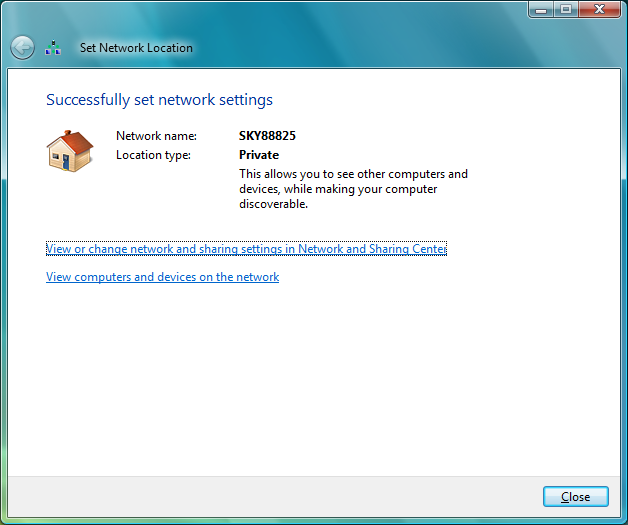 Set Network Location
Successfully set network settings
Network name: SKY88825
Location type: Private
This allows you to see other computers and
devices, while making your computer
discoverable.
View or change network and sharing settings in Network and Sharing Center
View computers and devices on the network
Close